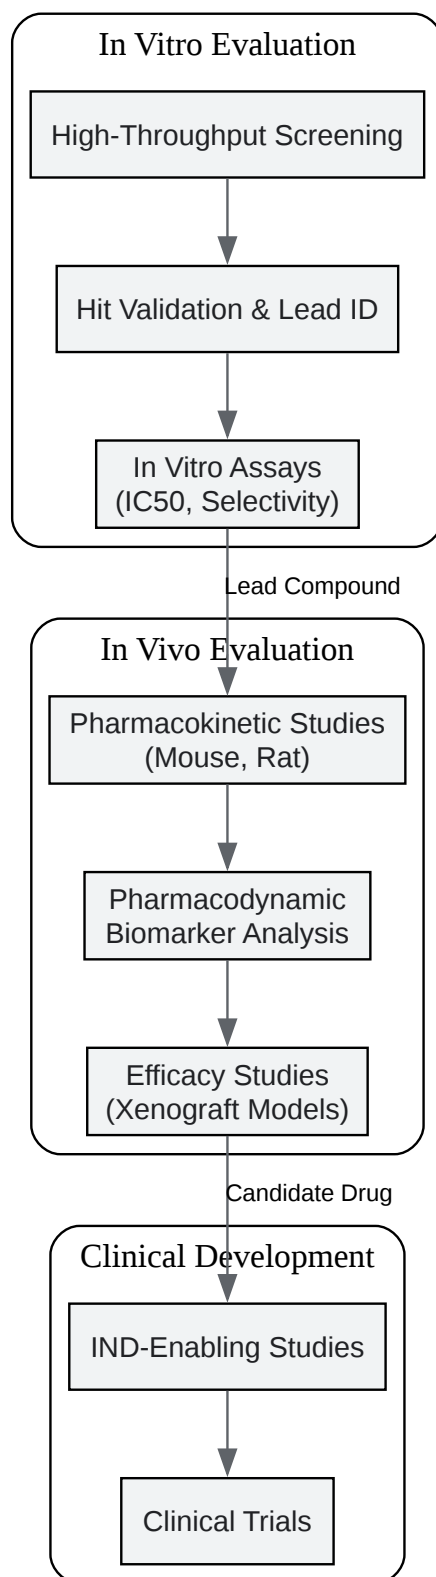 In Vitro Evaluation
High-Throughput Screening
Hit Validation & Lead ID
In Vitro Assays
(IC50, Selectivity)
Lead Compound
In Vivo Evaluation
Pharmacokinetic Studies
(Mouse, Rat)
Pharmacodynamic
Biomarker Analysis
Efficacy Studies
(Xenograft Models)
Candidate Drug
Clinical Development
IND-Enabling Studies
Clinical Trials